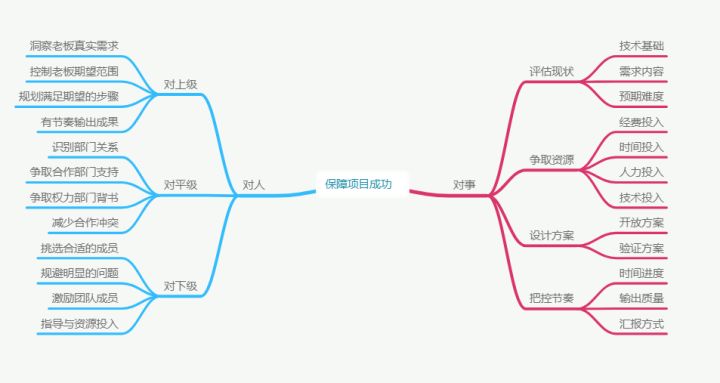 保障项目成功
对人
对上级
洞察老板真实需求
控制老板期望范围
规划满足期望的步骤
有节奏输出成果
对平级
识别部门关系
争取合作部门支持
争取权力部门背书
减少合作冲突
对下级
挑选合适的成员
规避明显的问题
激励团队成员
指导与资源投入
对事
评估现状
技术基础
需求内容
预期难度
争取资源
经费投入
时间投入
人力投入
技术投入
设计方案
开放方案
验证方案
把控节奏
时间进度
输出质量
汇报方式